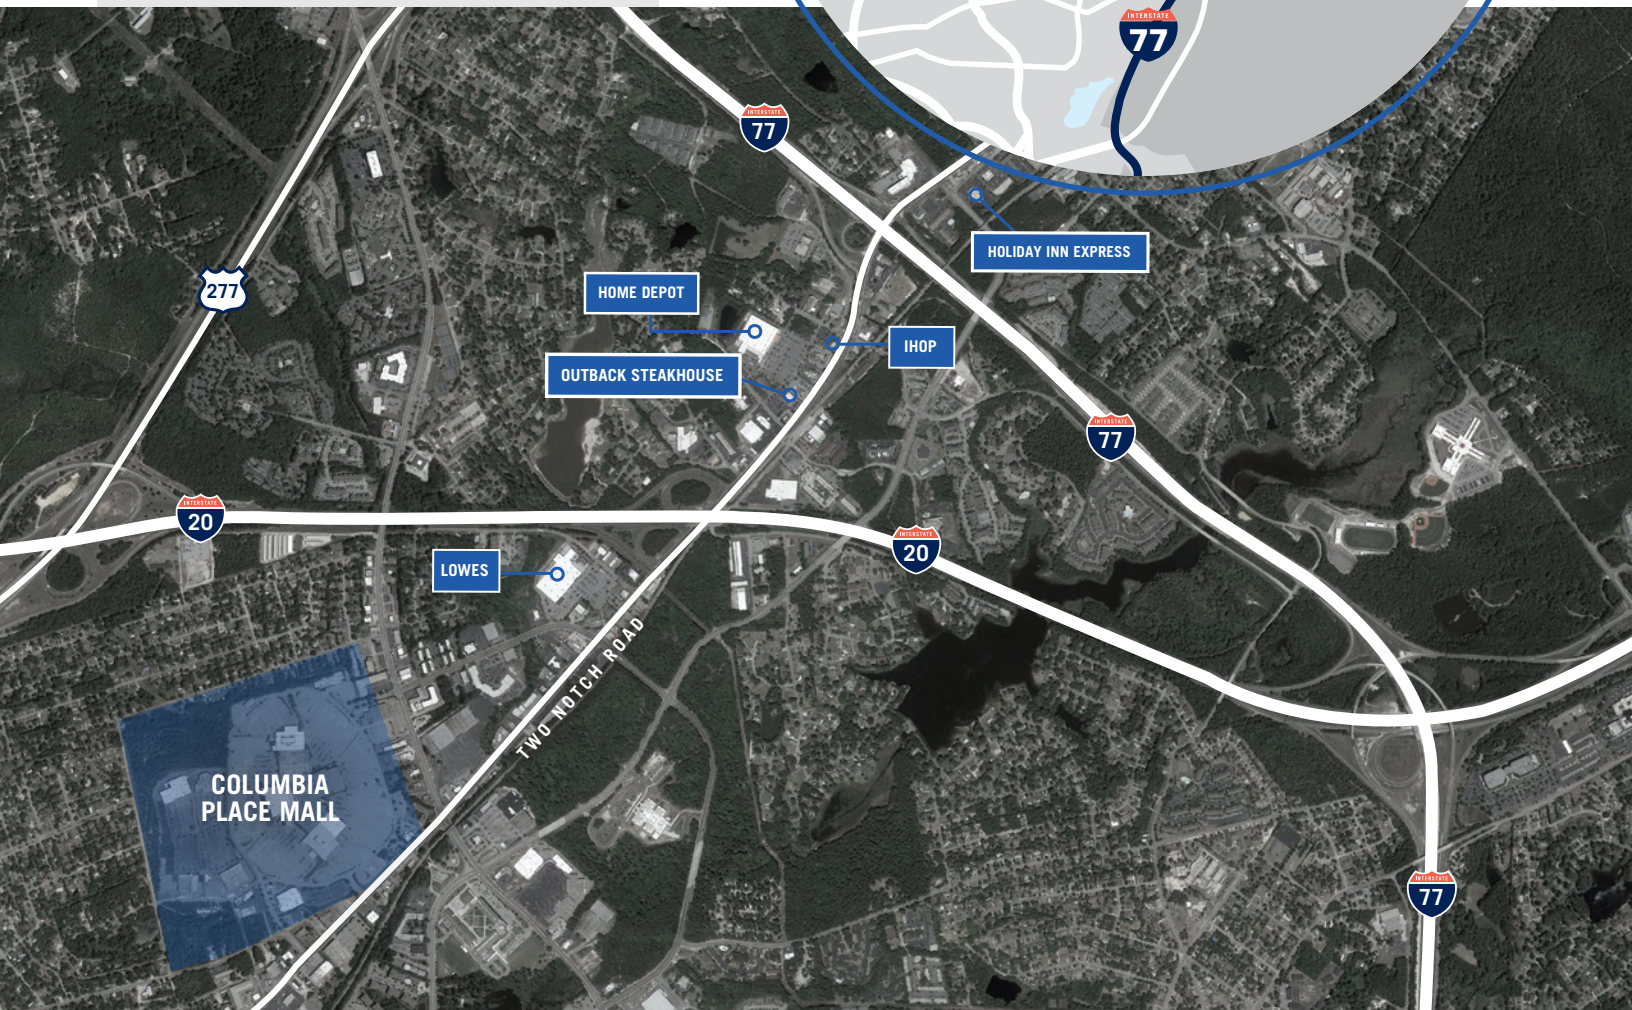 INTERSTATE
77
INTERSTATE
77
HOLIDAY INN EXPRESS
277
HOME DEPOT
IHOP
OUTBACK STEAKHOUSE
INTERSTATE
77
INTERSTATE
20
INTERSTATE
20
LOWES
TWO NOTCH ROAD
COLUMBIA
PLACE MALL
INTERSTATE
77